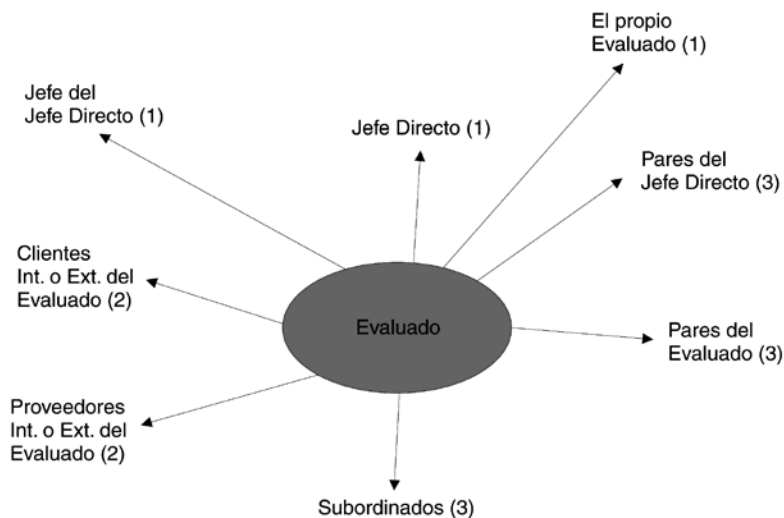 El propio
Evaluado (1)
Jefe del
Jefe Directo (1)
Jefe Directo (1)
Pares del
Jefe Directo (3)
Clientes
Int. o Ext. del
Evaluado (2)
Evaluado
Pares del
Evaluado (3)
Proveedores
Int. o Ext. del
Evaluado (2)
Subordinados (3)